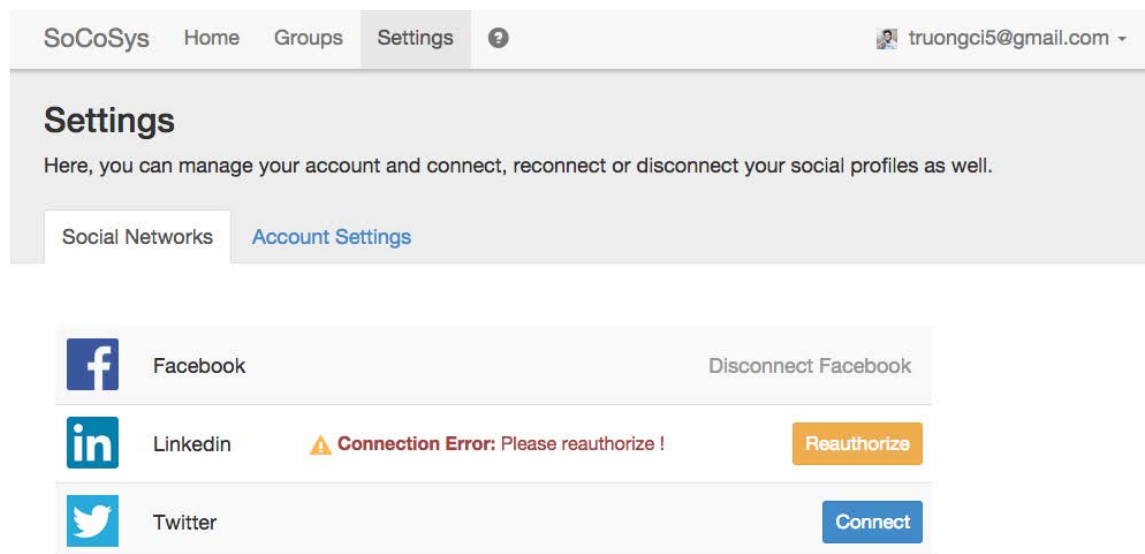 SoCoSys Home Groups Settings ? truongci5@gmail.com
Settings
Here, you can manage your account and connect, reconnect or disconnect your social profiles as well.
Social Networks Account Settings
f Facebook Disconnect Facebook
in Linkedin Connection Error: Please reauthorize ! Reauthorize
Twitter Connect